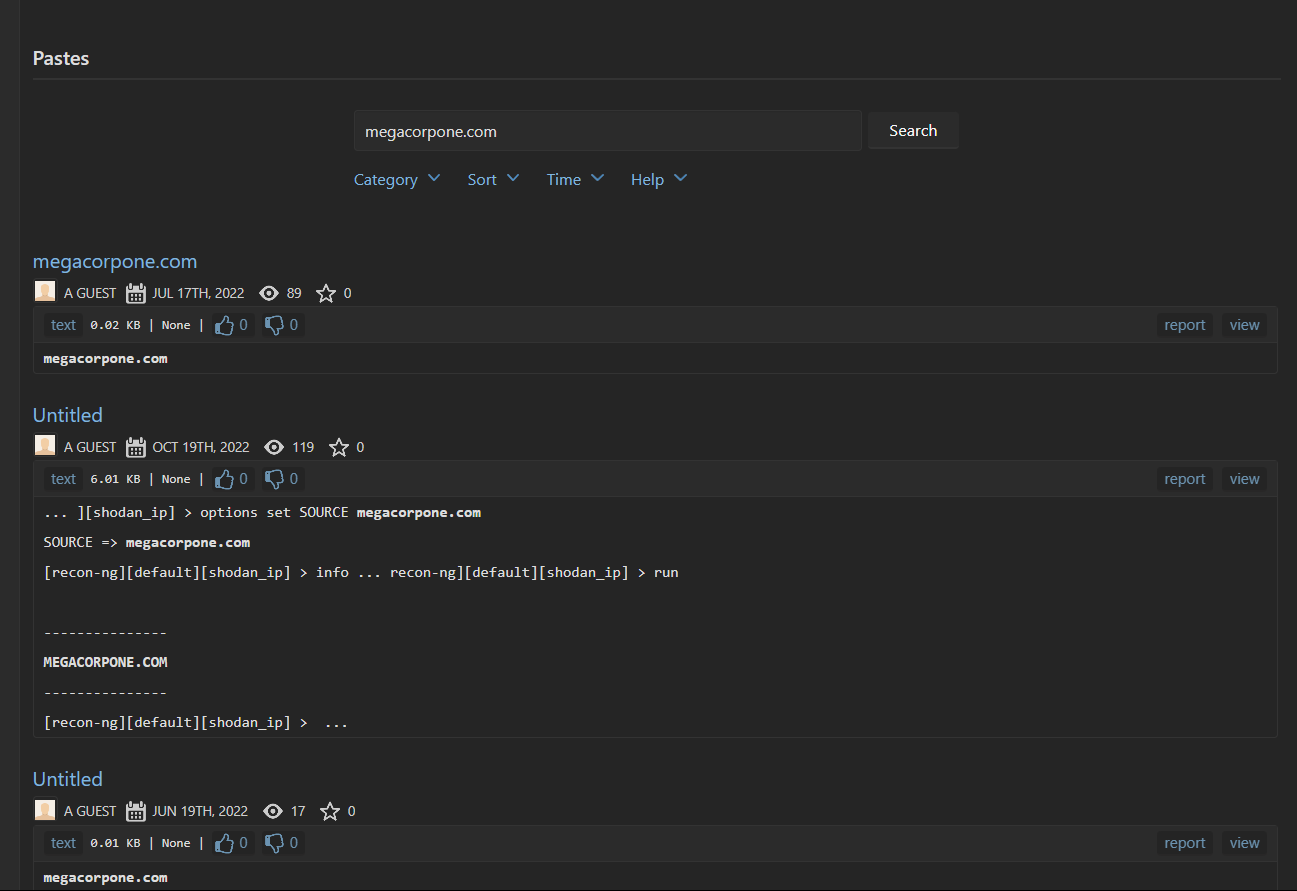 Pastes
megacorpone.com
Search
Category Sort Time Help
megacorpone.com
A GUEST JUL 17TH, 2022 89 0
text 0.02 KB | None | 0 0 report view
megacorpone.com
Untitled
A GUEST OCT 19TH, 2022 119 0
text 6.01 KB | None | 0 0 report view
... ][shodan_ip] > options set SOURCE megacorpone.com
SOURCE => megacorpone.com
[recon-ng][default][shodan_ip] > info ... recon-ng][default][shodan_ip] > run
---------------
MEGACORPONE.COM
---------------
[recon-ng][default][shodan_ip] >  ...
Untitled
A GUEST JUN 19TH, 2022 17 0
text 0.01 KB | None | 0 0 report view
megacorpone.com